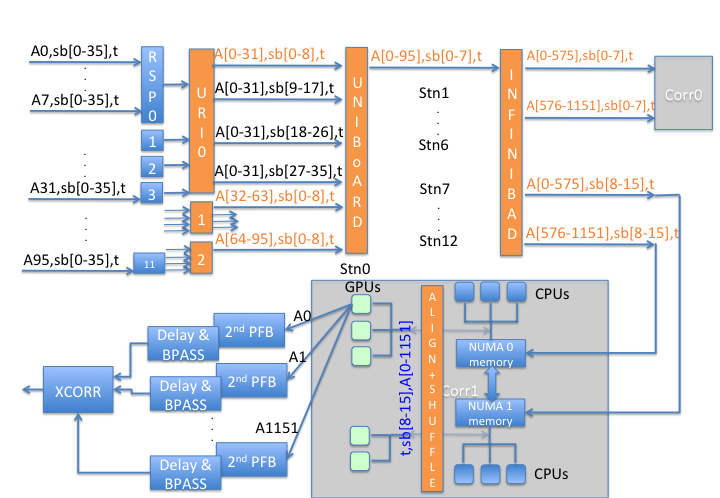 A0,sb[0-35],t
A7,sb[0-35],t
A31,sb[0-35],t
A95,sb[0-35],t
RSP0
1
2
3
11
URI0
1
2
A[0-31],sb[0-8],t
A[0-31],sb[9-17],t
A[0-31],sb[18-26],t
A[0-31],sb[27-35],t
A[32-63],sb[0-8],t
A[64-95],sb[0-8],t
UNIBoARD
A[0-95],sb[0-7],t
Stn1
Stn6
Stn7
Stn12
Stn0
INFINIBAD
A[0-575],sb[0-7],t
A[576-1151],sb[0-7],t
A[0-575],sb[8-15],t
A[576-1151],sb[8-15],t
Corr0
GPUs
t,sb[8-15],A[0-1151]
ALIGN+SHUFFLE
CPUs
NUMA 0
memory
Corr1
NUMA 1
memory
CPUs
A0
A1
A1151
2nd PFB
Delay &
BPASS
2nd PFB
Delay &
BPASS
2nd PFB
Delay &
BPASS
XCORR